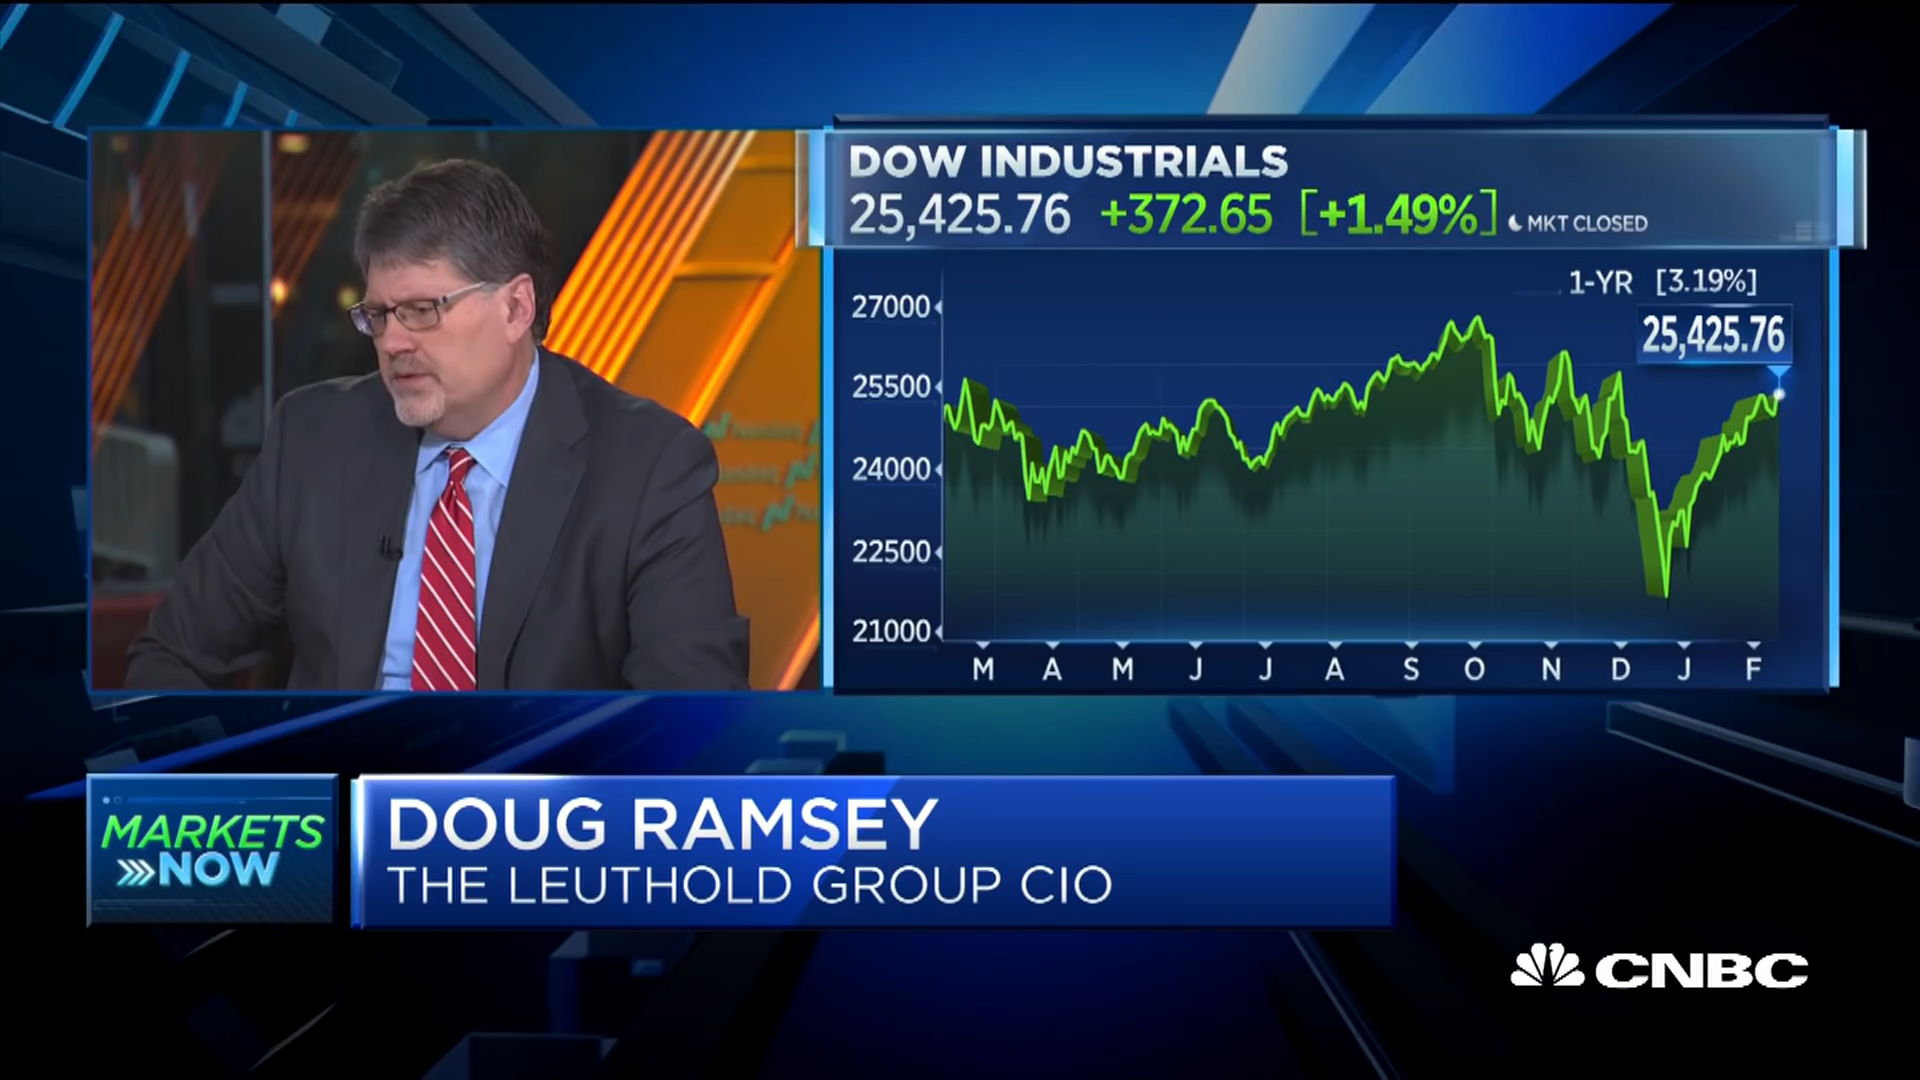 DOW INDUSTRIALS
25,425.76 +372.65 [+1.49%] MKT CLOSED
1-YR [3.19%]
25,425.76
27000
25500
24000
22500
21000
M A M J J A S O N D J F
MARKETS
NOW
DOUG RAMSEY
THE LEUTHOLD GROUP CIO
CNBC